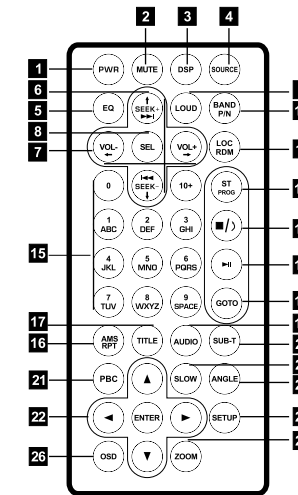 2 3 4
1 PWR MUTE DSP SOURCE
6
5 EQ SEEK+ LOUD BAND P/N
8
7 VOL- SEL VOL+ LOC RDM
0 SEEK- 10+ ST PROG
1 ABC 2 DEF 3 GHI
15 4 JKL 5 MNO 6 PQRS
7 TUV 8 WXYZ 9 SPACE GOTO
17
16 AMS RPT TITLE AUDIO SUB-T
21 PBC SLOW ANGLE
22 ENTER SETUP
26 OSD ZOOM